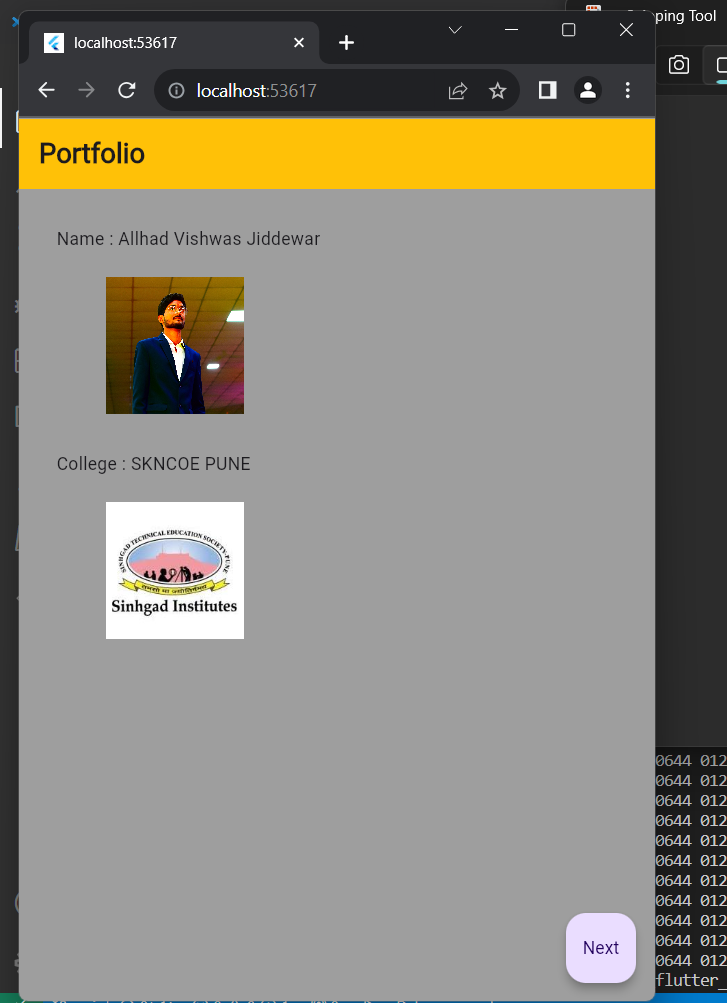 pping Tool
localhost:53617
localhost:53617
Portfolio
Name : Allhad Vishwas Jiddewar
College : SKNCOE PUNE
SINHGAD TECHNICAL EDUCATION SOCIETY·PUNE
Sinhgad Institutes
0644 012
0644 012
0644 012
0644 012
0644 012
0644 012
0644 012
0644 012
0644 012
0644 012
0644 012
flutter_
Next